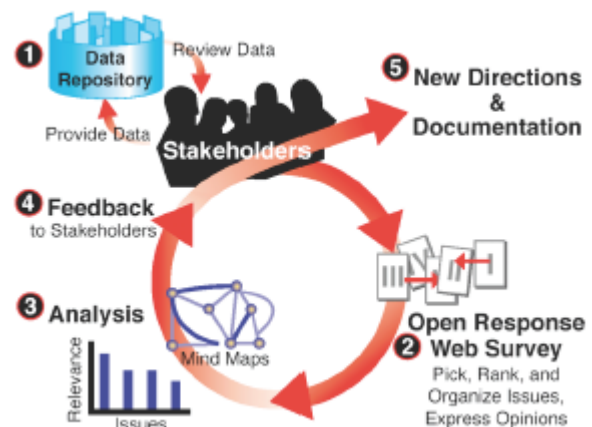 1
Data
Repository
Review Data
Provide Data
Stakeholders
5
New Directions
&
Documentation
4 Feedback
to Stakeholders
3 Analysis
Relevance
Issues
Mind Maps
Open Response
2 Web Survey
Pick, Rank, and
Organize Issues,
Express Opinions